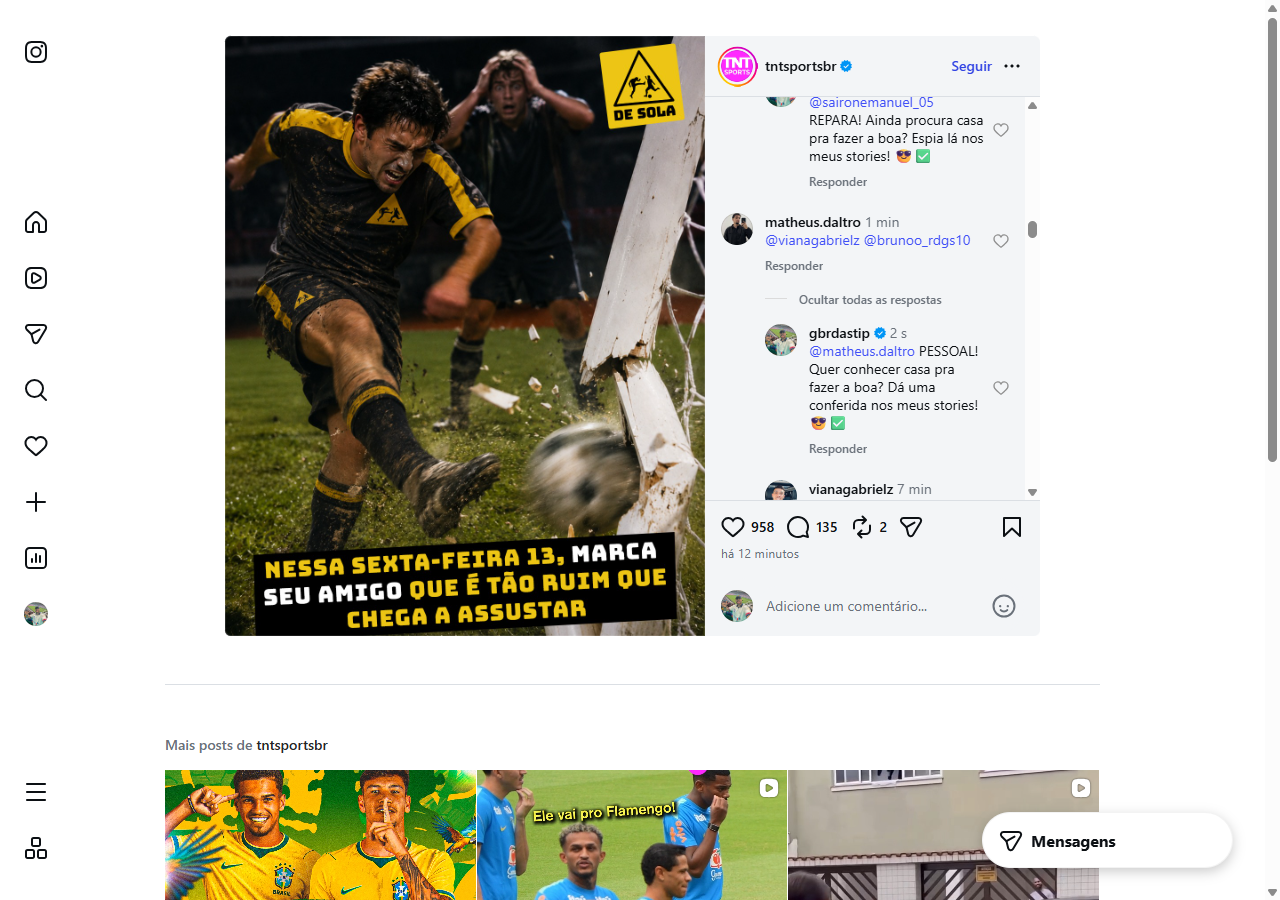 DE SOLA
NESSA SEXTA-FEIRA 13, MARCA
SEU AMIGO QUE É TÃO RUIM QUE
CHEGA A ASSUSTAR
TNT
SPORTS
tntsportsbr
Seguir
@saironemanuel_05
REPARA! Ainda procura casa
pra fazer a boa? Espia lá nos
meus stories! 😎 ✅
Responder
matheus.daltro 1 min
@vianagabrielz @brunoo_rdgs10
Responder
Ocultar todas as respostas
gbrdastip 2 s
@matheus.daltro PESSOAL!
Quer conhecer casa pra
fazer a boa? Dá uma
conferida nos meus stories!
😎 ✅
Responder
vianagabrielz 7 min
958 135 2
há 12 minutos
Adicione um comentário...
Mais posts de tntsportsbr
BRASIL
BRASIL
Ele vai pro Flamengo!
Mensagens